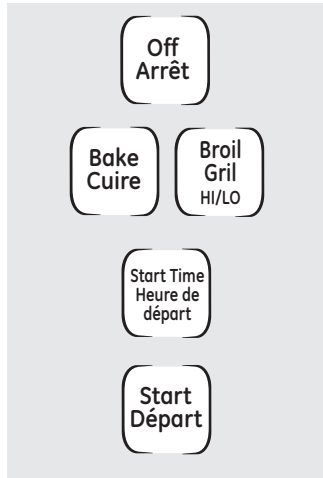 Off
Arrêt
Bake
Cuire
Broil
Gril
HI/LO
Start Time
Heure de
départ
Start
Départ